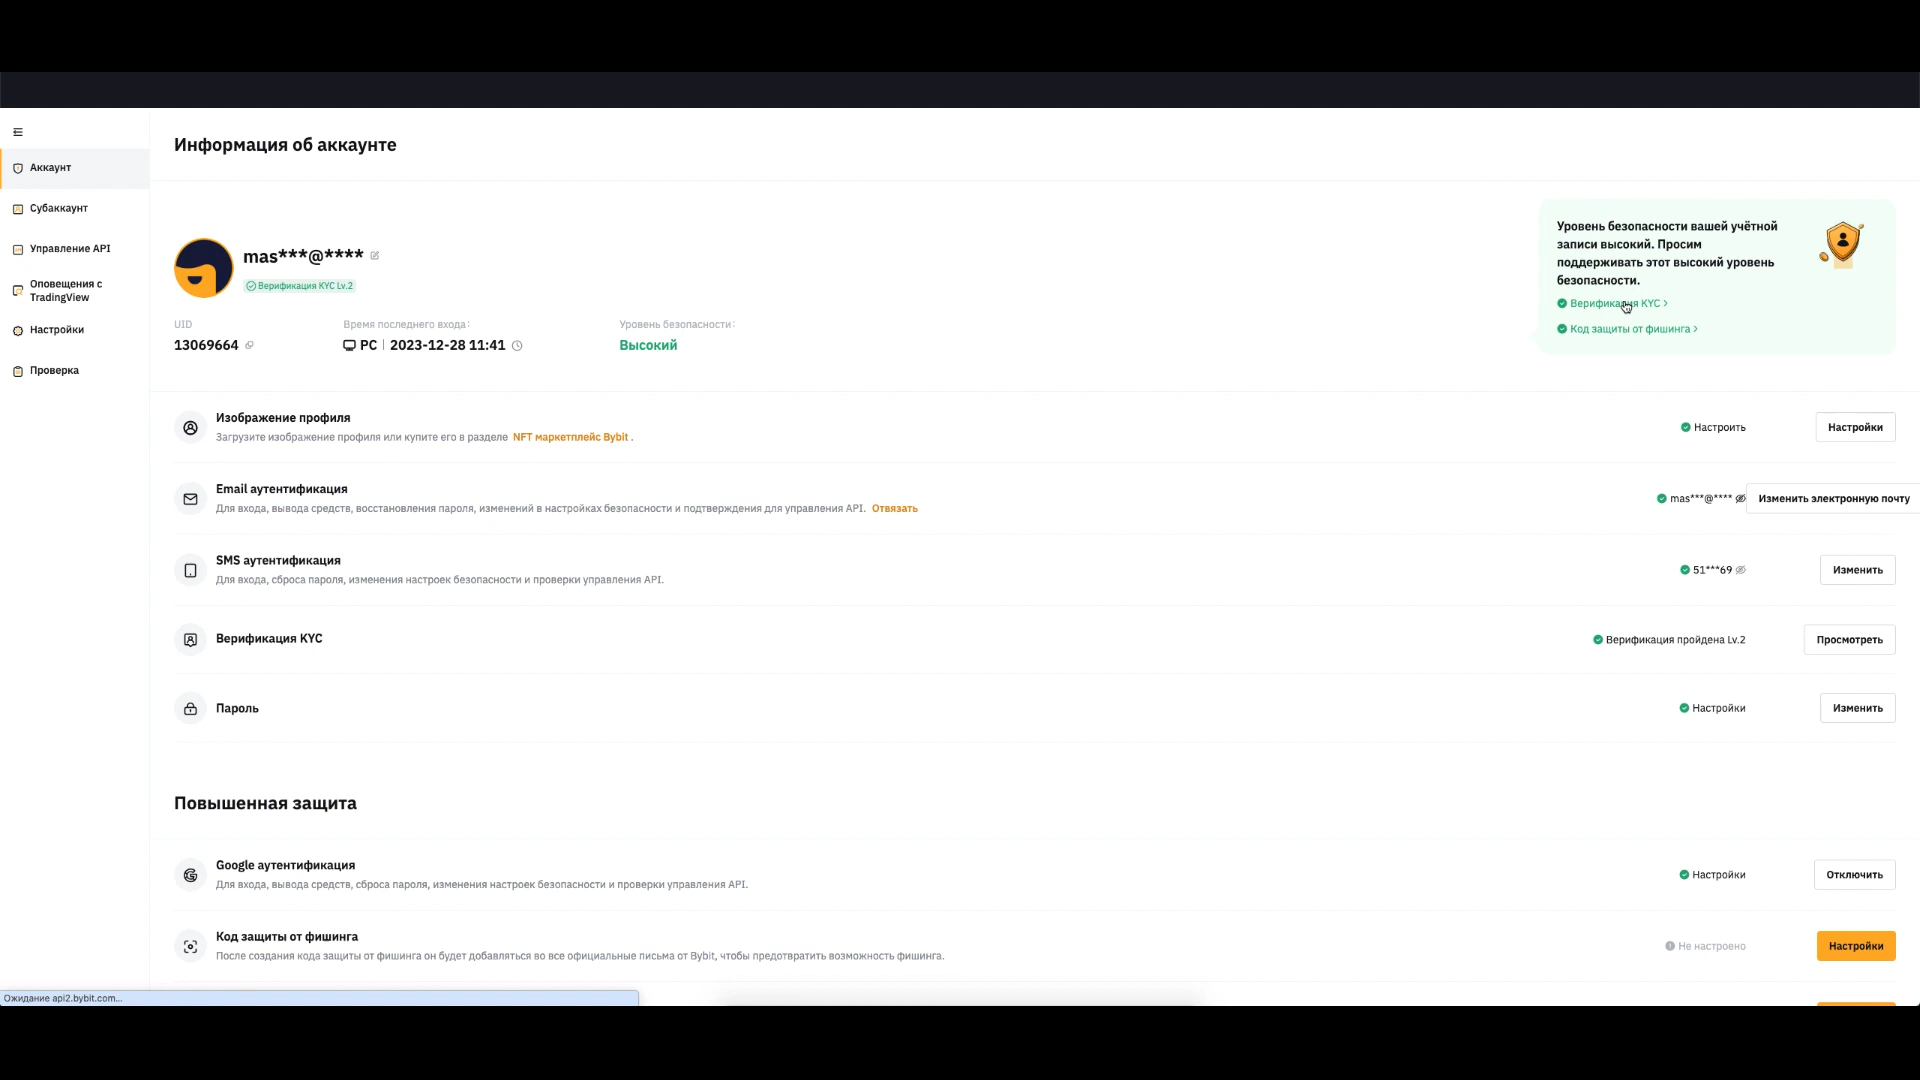 Информация об аккаунте
Аккаунт
Субаккаунт
Управление API
Оповещения с
TradingView
Настройки
Проверка
mas***@****
Верификация KYC Lv.2
UID
13069664
Время последнего входа:
PC | 2023-12-28 11:41
Уровень безопасности:
Высокий
Уровень безопасности вашей учётной
записи высокий. Просим
поддерживать этот высокий уровень
безопасности.
Верификация KYC >
Код защиты от фишинга >
Изображение профиля
Загрузите изображение профиля или купите его в разделе NFT маркетплейс Bybit .
Настроить
Настройки
Email аутентификация
Для входа, вывода средств, восстановления пароля, изменений в настройках безопасности и подтверждения для управления API. Отвязать
mas***@****
Изменить электронную почту
SMS аутентификация
Для входа, сброса пароля, изменения настроек безопасности и проверки управления API.
51***69
Изменить
Верификация KYC
Верификация пройдена Lv.2
Просмотреть
Пароль
Настройки
Изменить
Повышенная защита
Google аутентификация
Для входа, вывода средств, сброса пароля, изменения настроек безопасности и проверки управления API.
Настройки
Отключить
Код защиты от фишинга
После создания кода защиты от фишинга он будет добавляться во все официальные письма от Bybit, чтобы предотвратить возможность фишинга.
Не настроено
Настройки
Ожидание api2.bybit.com...